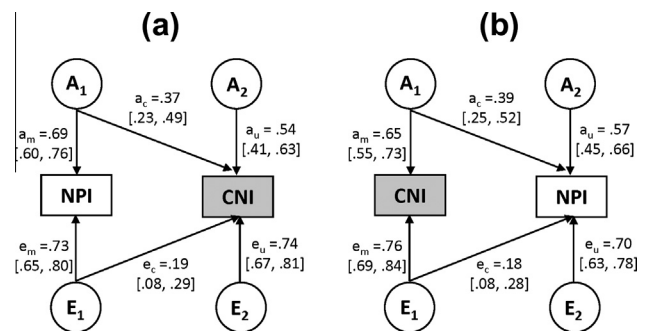 (a)
A1
A2
ac =.37
[.23, .49]
am =.69
[.60, .76]
au =.54
[.41, .63]
NPI
CNI
em =.73
[.65, .80]
ec =.19
[.08, .29]
eu =.74
[.67, .81]
E1
E2
(b)
A1
A2
ac =.39
[.25, .52]
am =.65
[.55, .73]
au =.57
[.45, .66]
CNI
NPI
em =.76
[.69, .84]
ec =.18
[.08, .28]
eu =.70
[.63, .78]
E1
E2